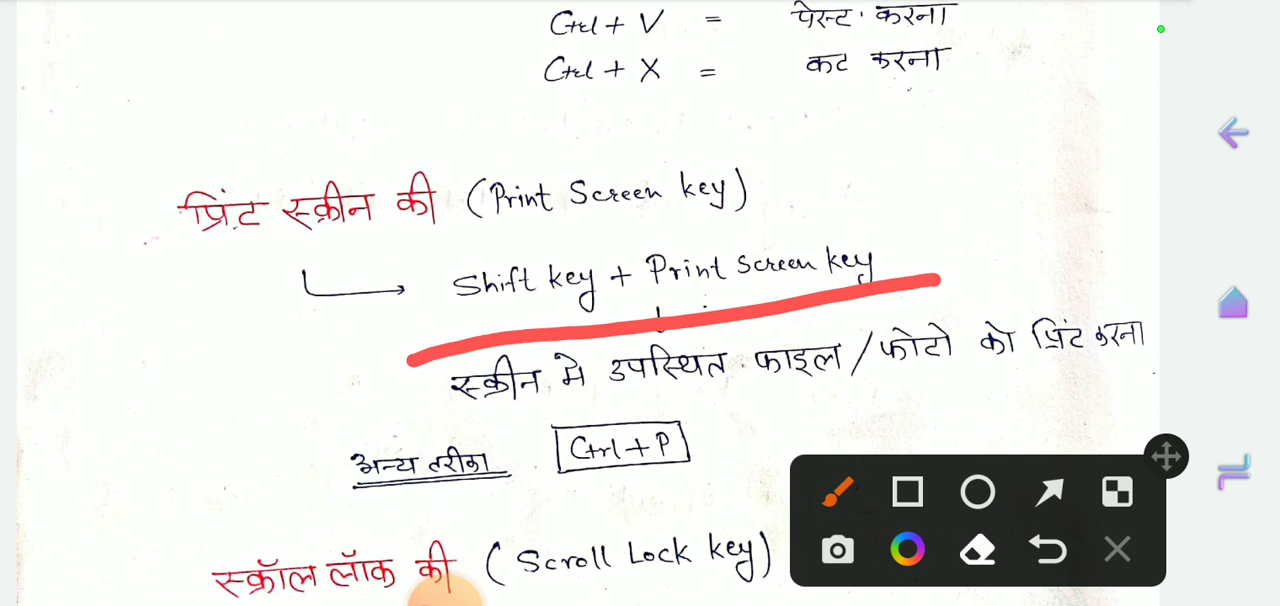 Ctrl + V = पेस्ट करना
Ctrl + X = कट करना
प्रिंट स्क्रीन की (Print Screen key)
Shift key + Print Screen key
स्क्रीन मे उपस्थित फाइल/फोटो को प्रिंट करना
अन्य तरीका Ctrl+P
स्क्रॉल लॉक की (Scroll Lock key)